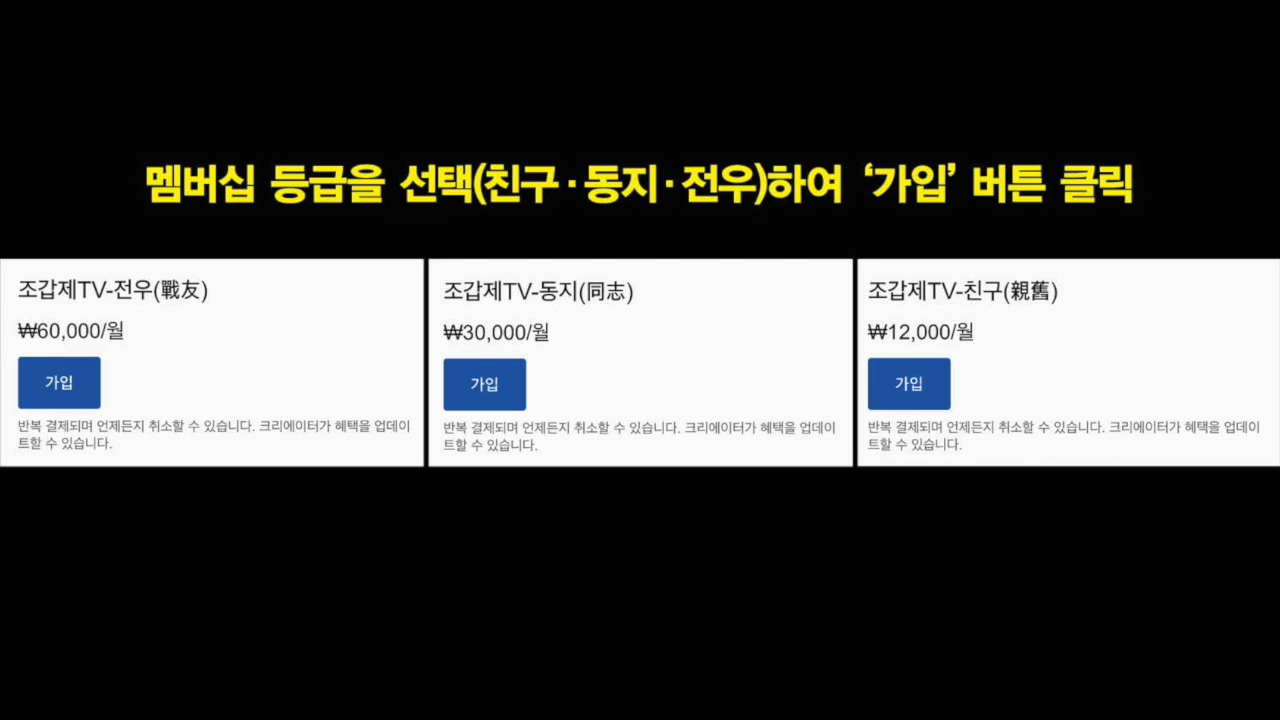 멤버십 등급을 선택(친구·동지·전우)하여 ‘가입’ 버튼 클릭
조갑제TV-전우(戰友)
₩60,000/월
가입
반복 결제되며 언제든지 취소할 수 있습니다. 크리에이터가 혜택을 업데이
트할 수 있습니다.
조갑제TV-동지(同志)
₩30,000/월
가입
반복 결제되며 언제든지 취소할 수 있습니다. 크리에이터가 혜택을 업데이
트할 수 있습니다.
조갑제TV-친구(親舊)
₩12,000/월
가입
반복 결제되며 언제든지 취소할 수 있습니다. 크리에이터가 혜택을 업데이
트할 수 있습니다.